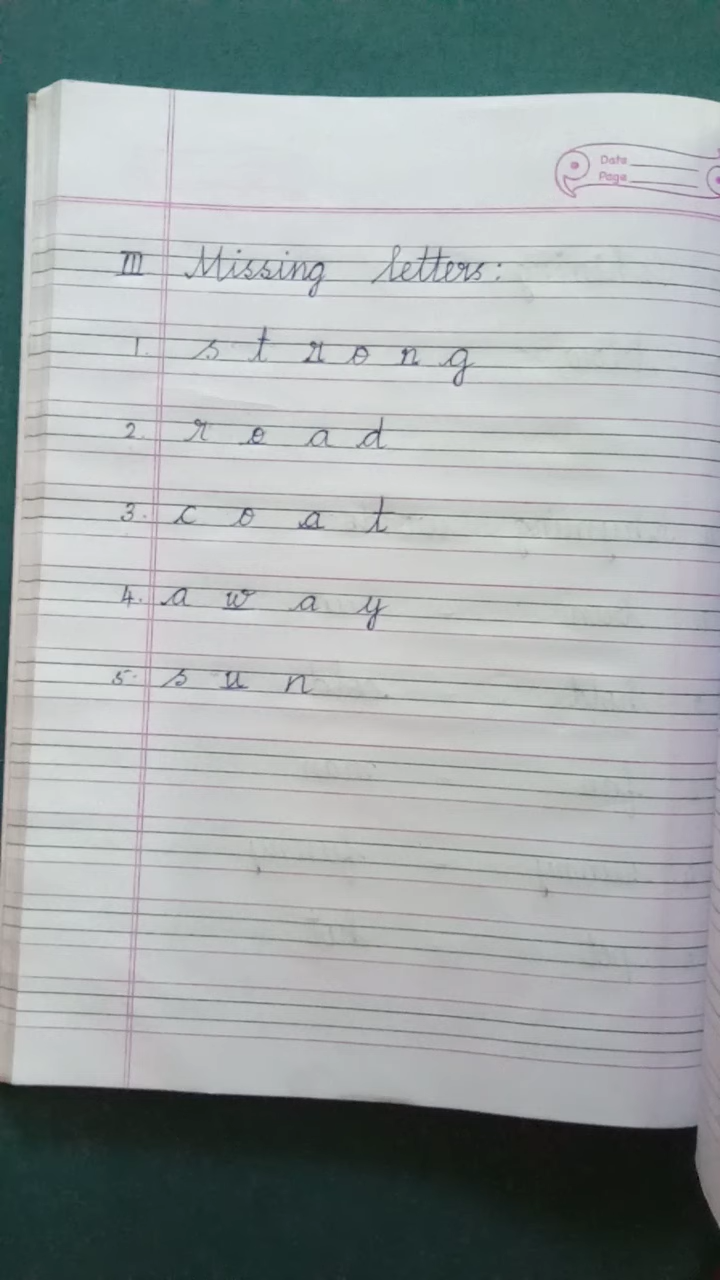 Date
Page
III Missing letters:
1. s t r o n g
2. r o a d
3. c o a t
4. a w a y
5. s u n